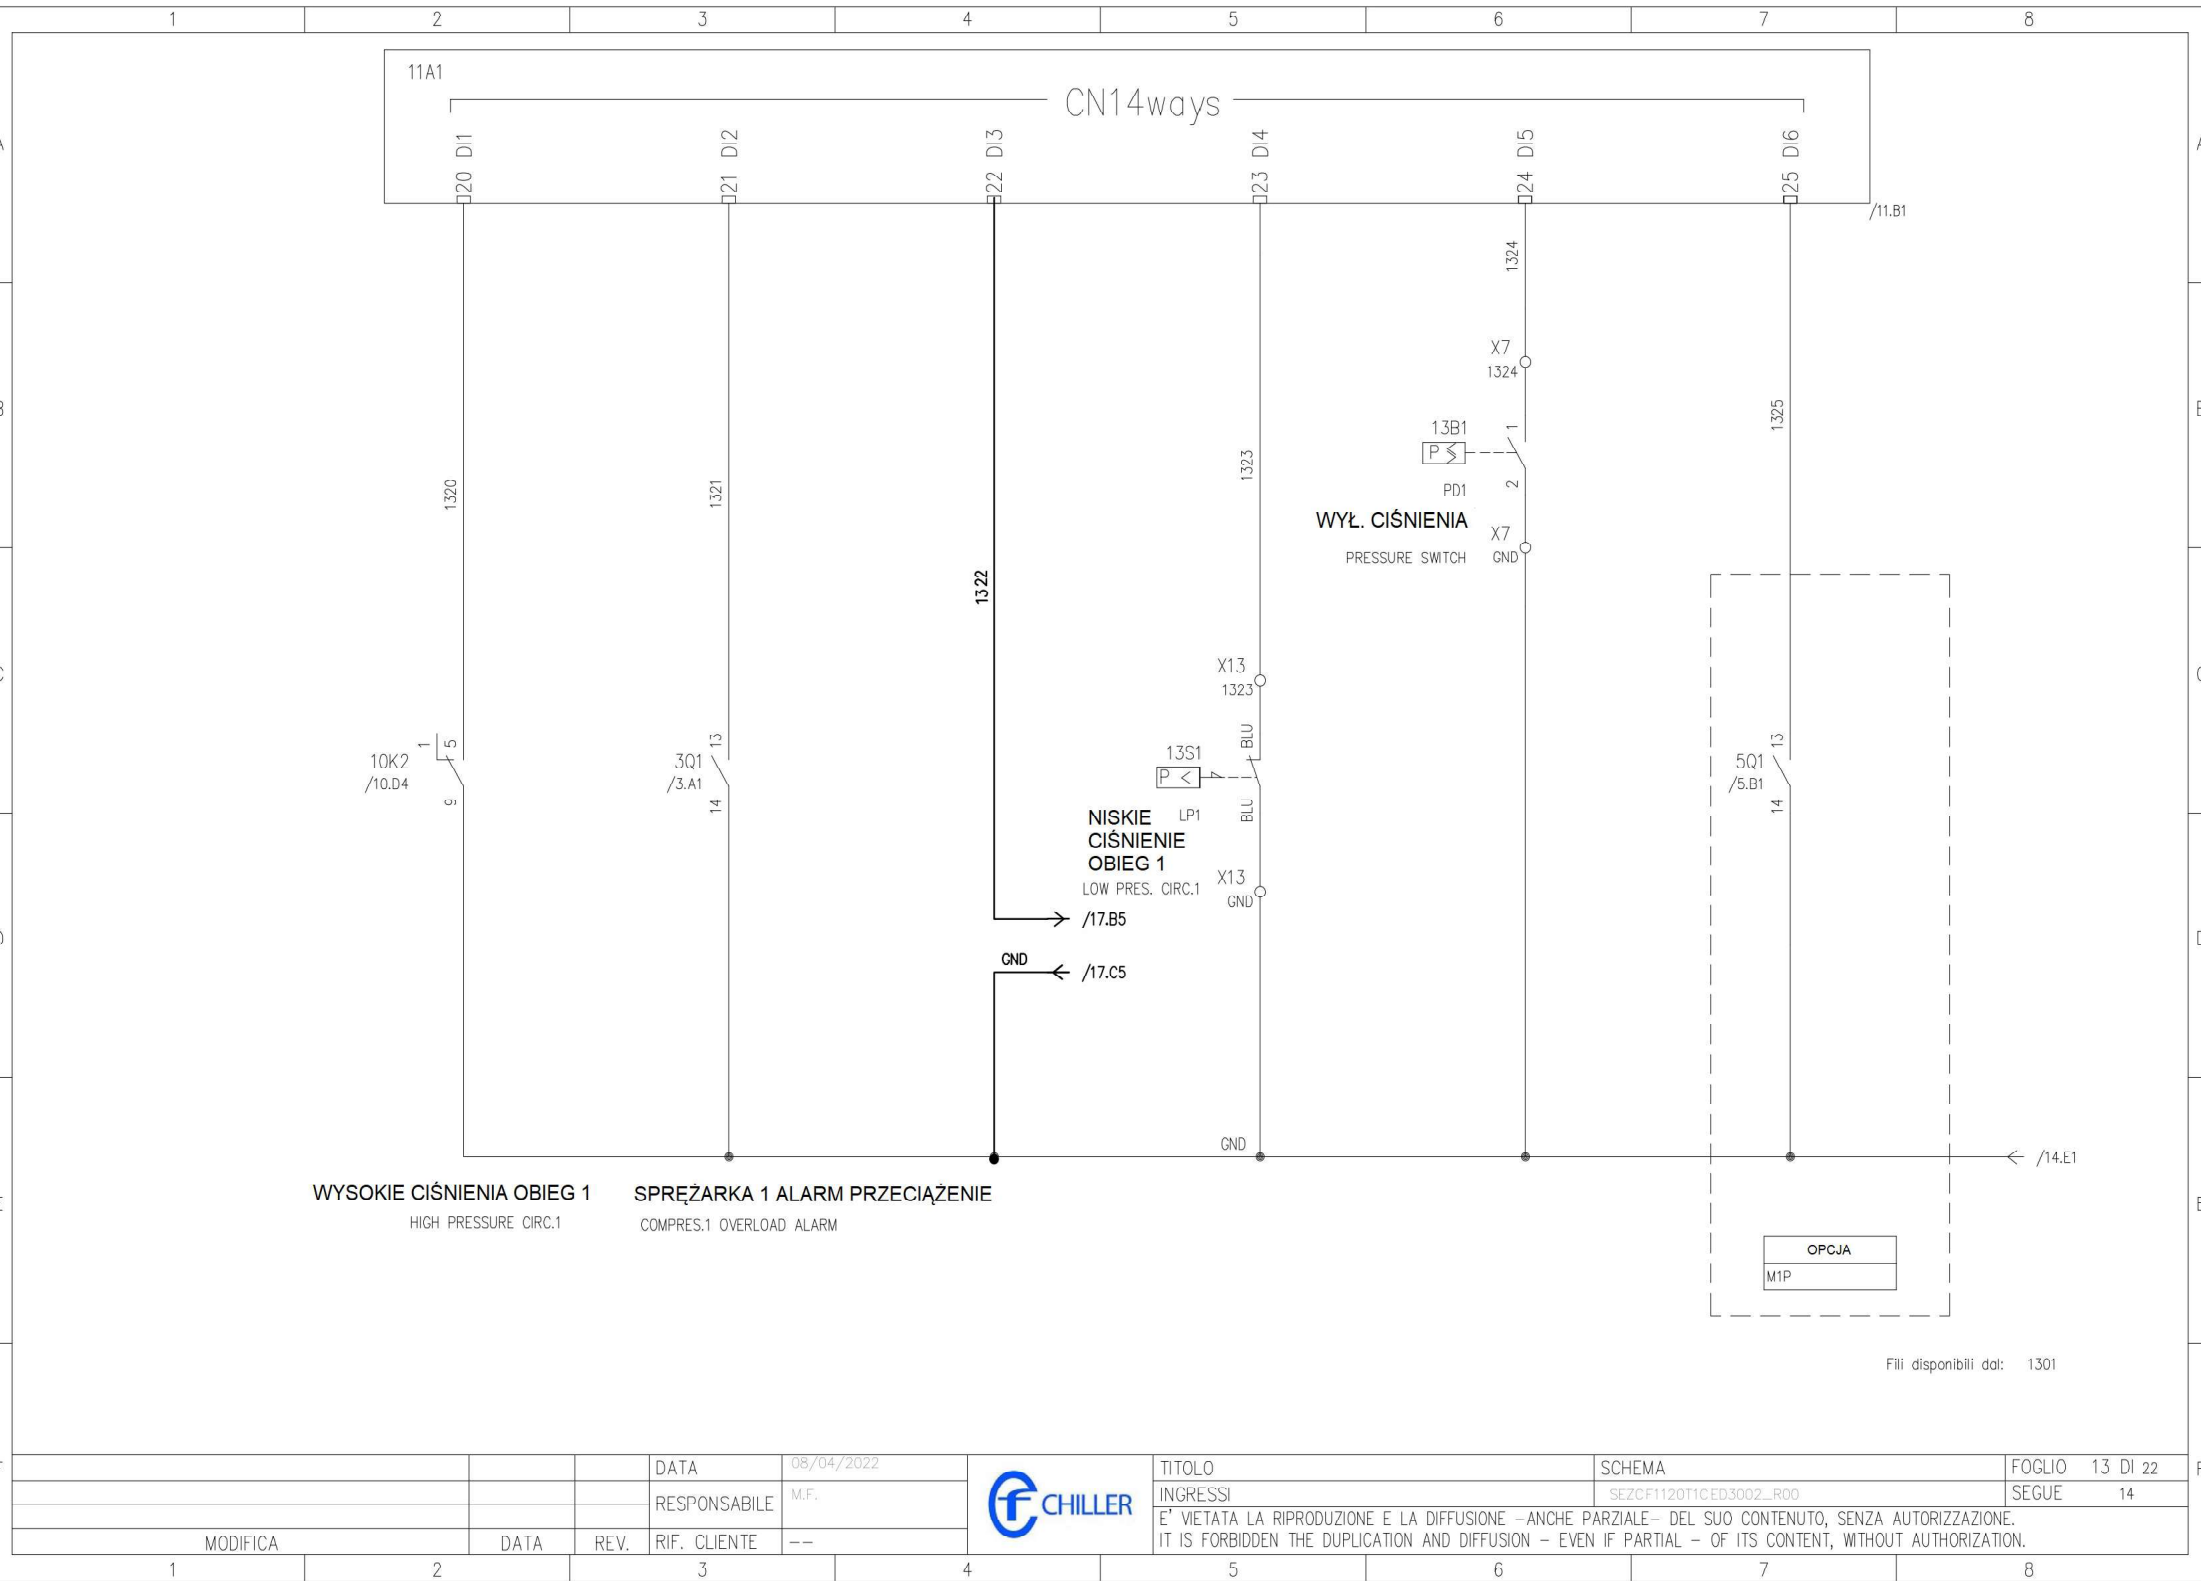 1 2 3 4 5 6 7 8
11A1
CN14ways
20 DI1
21 DI2
22 DI3
23 DI4
24 DI5
25 DI6
/11.B1
A
1324
X7
1324
13B1
1
P
PD1
2
WYŁ. CIŚNIENIA
PRESSURE SWITCH
X7
GND
1320
1321
1322
1323
1325
X13
1323
10K2
/10.D4
1
5
9
3Q1
/3.A1
13
14
13S1
P <
LP1
BLU
BLU
NISKIE
CIŚNIENIE
OBIEG 1
LOW PRES. CIRC.1
X13
GND
5Q1
/5.B1
13
14
/17.B5
GND
/17.C5
GND
/14.E1
WYSOKIE CIŚNIENIA OBIEG 1
HIGH PRESSURE CIRC.1
SPRĘŻARKA 1 ALARM PRZECIĄŻENIE
COMPRES.1 OVERLOAD ALARM
OPCJA
M1P
Fili disponibili dal: 1301
DATA 08/04/2022
RESPONSABILE M.F.
MODIFICA DATA REV. RIF. CLIENTE --
CF CHILLER
TITOLO
INGRESSI
SCHEMA
SEZCF1120T1CED3002_R00
FOGLIO 13 DI 22
SEGUE 14
E' VIETATA LA RIPRODUZIONE E LA DIFFUSIONE -ANCHE PARZIALE- DEL SUO CONTENUTO, SENZA AUTORIZZAZIONE.
IT IS FORBIDDEN THE DUPLICATION AND DIFFUSION - EVEN IF PARTIAL - OF ITS CONTENT, WITHOUT AUTHORIZATION.
1 2 3 4 5 6 7 8